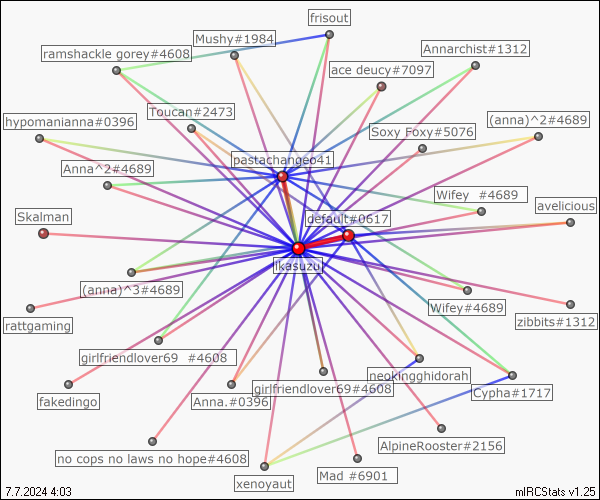 frisout
Mushy#1984
ramshackle gorey#4608
Annarchist#1312
ace deucy#7097
Toucan#2473
hypomanianna#0396
(anna)^2#4689
Soxy Foxy#5076
pastachangeo41
Anna^2#4689
Wifey  #4689
Skalman
default#0617
avelicious
ikasuzu
(anna)^3#4689
Wifey#4689
rattgaming
zibbits#1312
girlfriendlover69  #4608
neokingghidorah
girlfriendlover69#4608
Cypha#1717
fakedingo
Anna.#0396
AlpineRooster#2156
no cops no laws no hope#4608
Mad #6901
xenoyaut
7.7.2024 4:03
mIRCStats v1.25